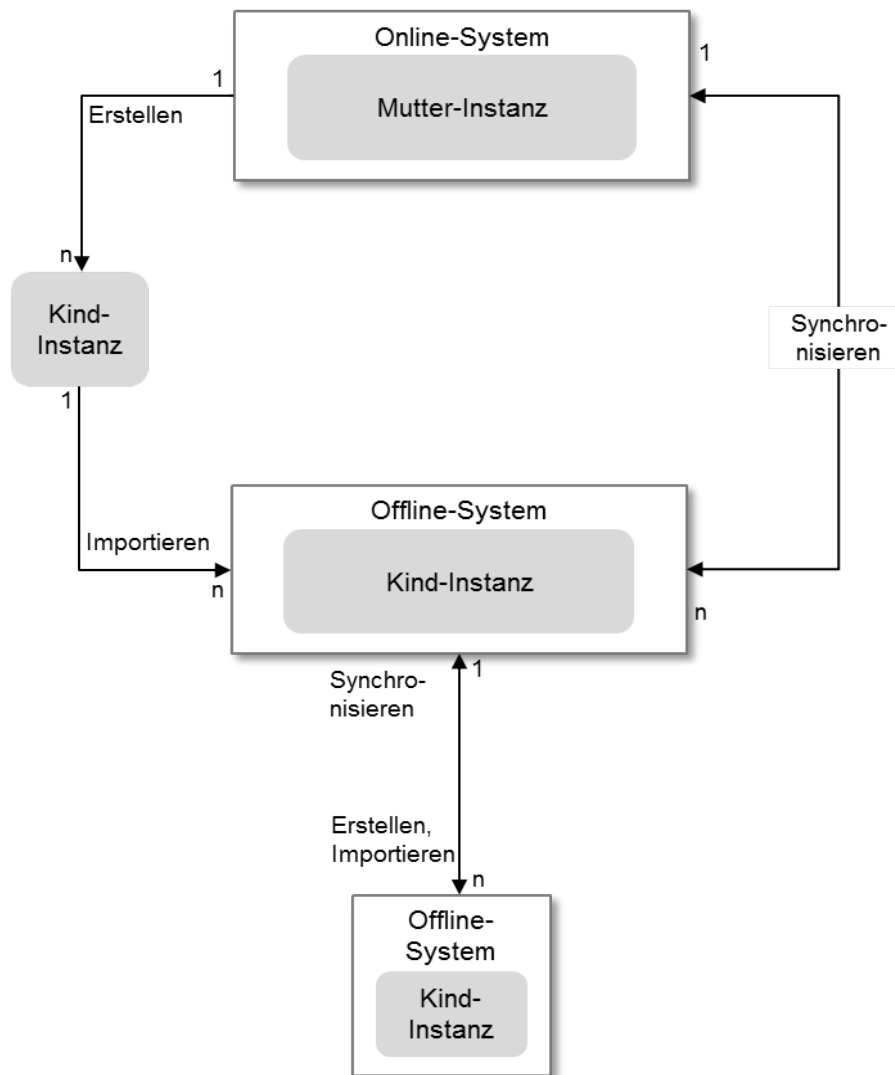 Online-System
Mutter-Instanz
1
1
Erstellen
n
Kind-
Instanz
1
Synchro-
nisieren
Importieren
n
Offline-System
Kind-Instanz
n
Synchro-
nisieren
1
Erstellen,
Importieren
n
Offline-
System
Kind-
Instanz